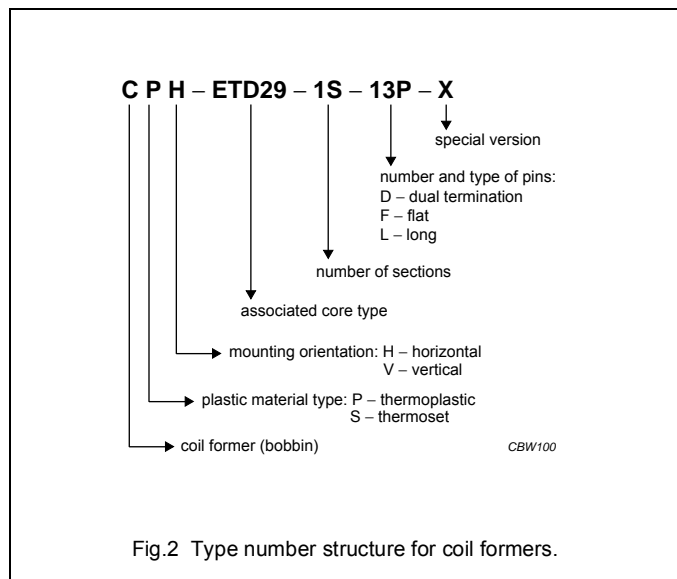 C P H – ETD29 – 1S – 13P – X
special version
number and type of pins:
D – dual termination
F – flat
L – long
number of sections
associated core type
mounting orientation: H – horizontal
V – vertical
plastic material type: P – thermoplastic
S – thermoset
coil former (bobbin)
CBW100
Fig.2 Type number structure for coil formers.